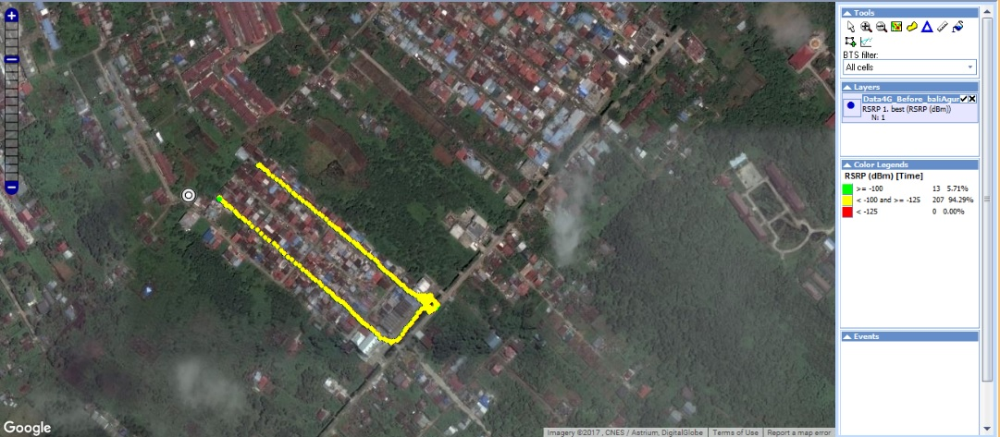 Tools
BTS filter:
All cells
Layers
Data4G_Before_baliAgu
RSRP 1. best (RSRP (dBm))
N: 1
Color Legends
RSRP (dBm) [Time]
>= -100 13 5.71%
< -100 and >= -125 207 94.29%
< -125 0 0.00%
Events
Google
Imagery ©2017 , CNES / Astrium, DigitalGlobe
Terms of Use
Report a map error